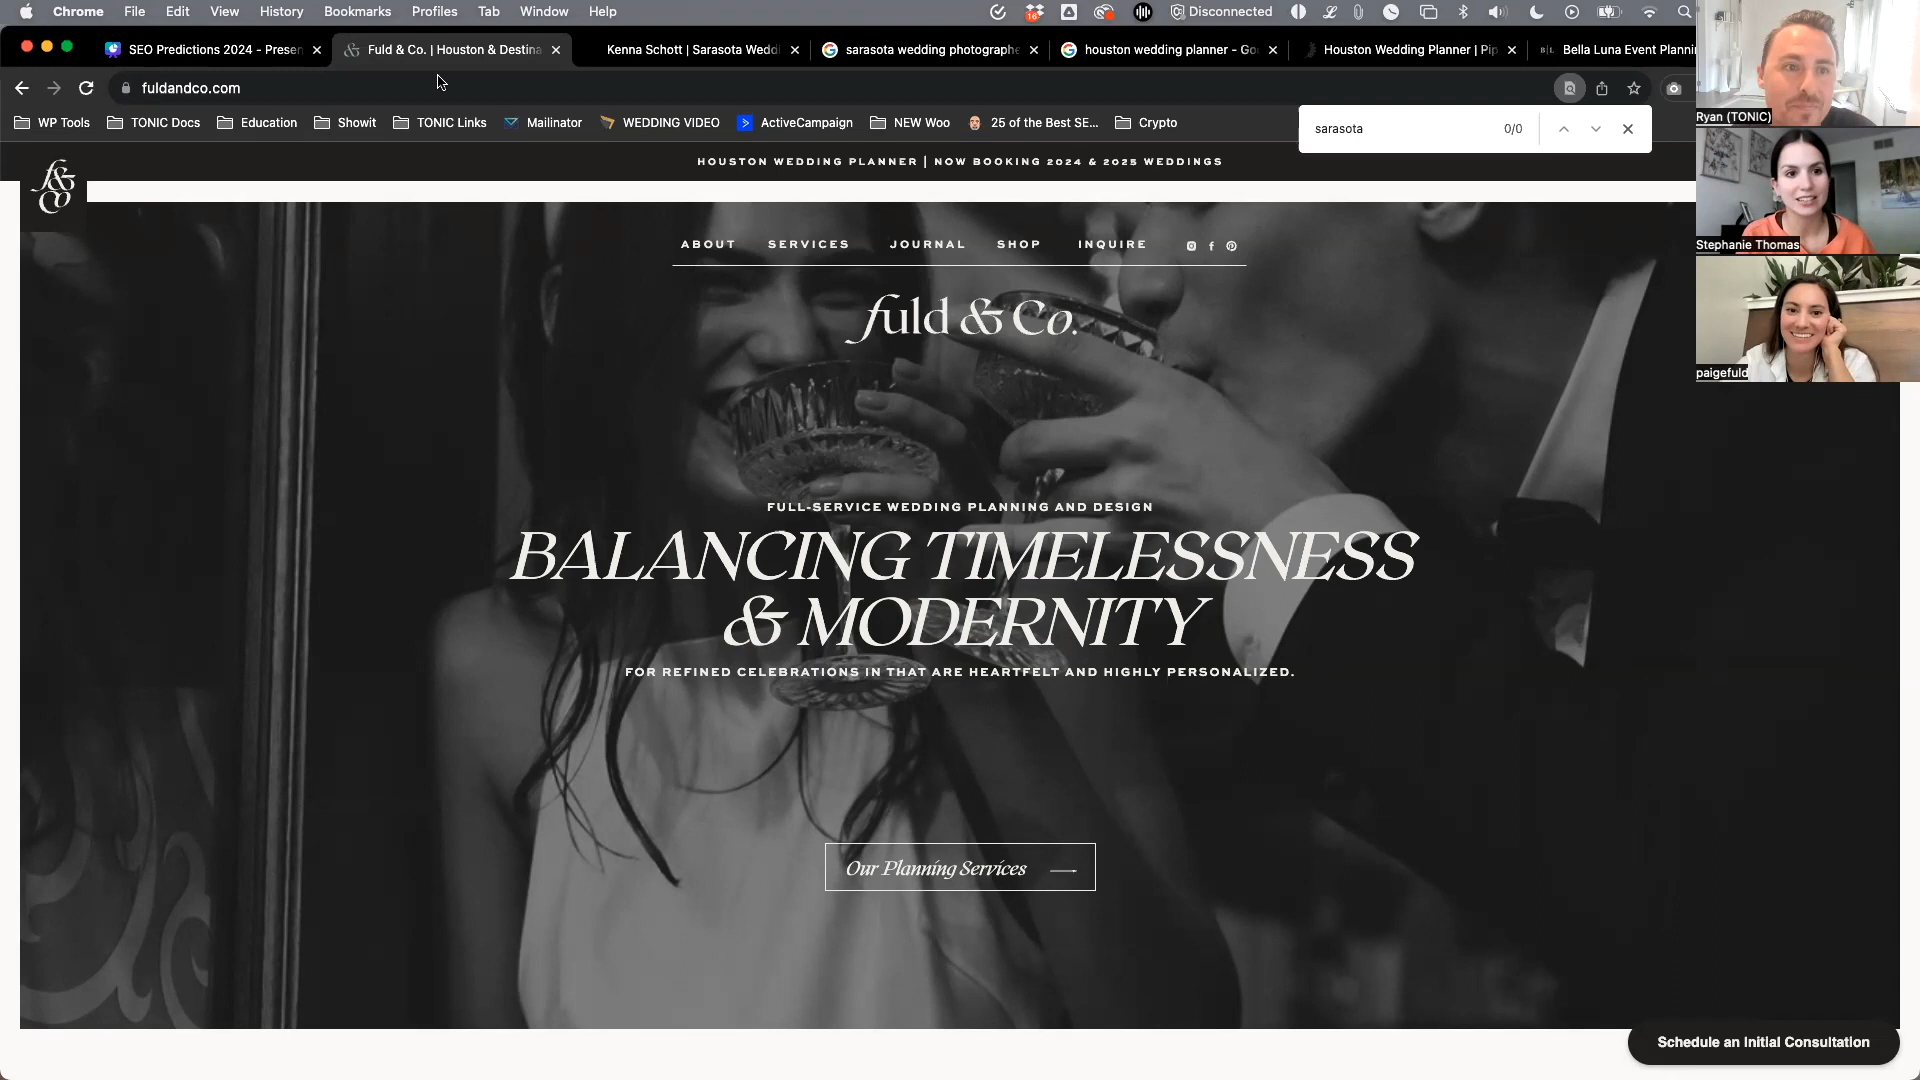 Chrome File Edit View History Bookmarks Profiles Tab Window Help
16 Disconnected
SEO Predictions 2024 - Presen
Fuld & Co. | Houston & Destina
Kenna Schott | Sarasota Wedd
sarasota wedding photographe
houston wedding planner - Go
Houston Wedding Planner | Pip
B|L Bella Luna Event Planni
fuldandco.com
WP Tools TONIC Docs Education Showit TONIC Links Mailinator WEDDING VIDEO ActiveCampaign NEW Woo 25 of the Best SE... Crypto
sarasota 0/0
Ryan (TONIC)
Stephanie Thomas
paigefuld
HOUSTON WEDDING PLANNER | NOW BOOKING 2024 & 2025 WEDDINGS
f&
Co
ABOUT SERVICES JOURNAL SHOP INQUIRE
fuld & Co.
FULL-SERVICE WEDDING PLANNING AND DESIGN
BALANCING TIMELESSNESS
& MODERNITY
FOR REFINED CELEBRATIONS IN THAT ARE HEARTFELT AND HIGHLY PERSONALIZED.
Our Planning Services
Schedule an Initial Consultation